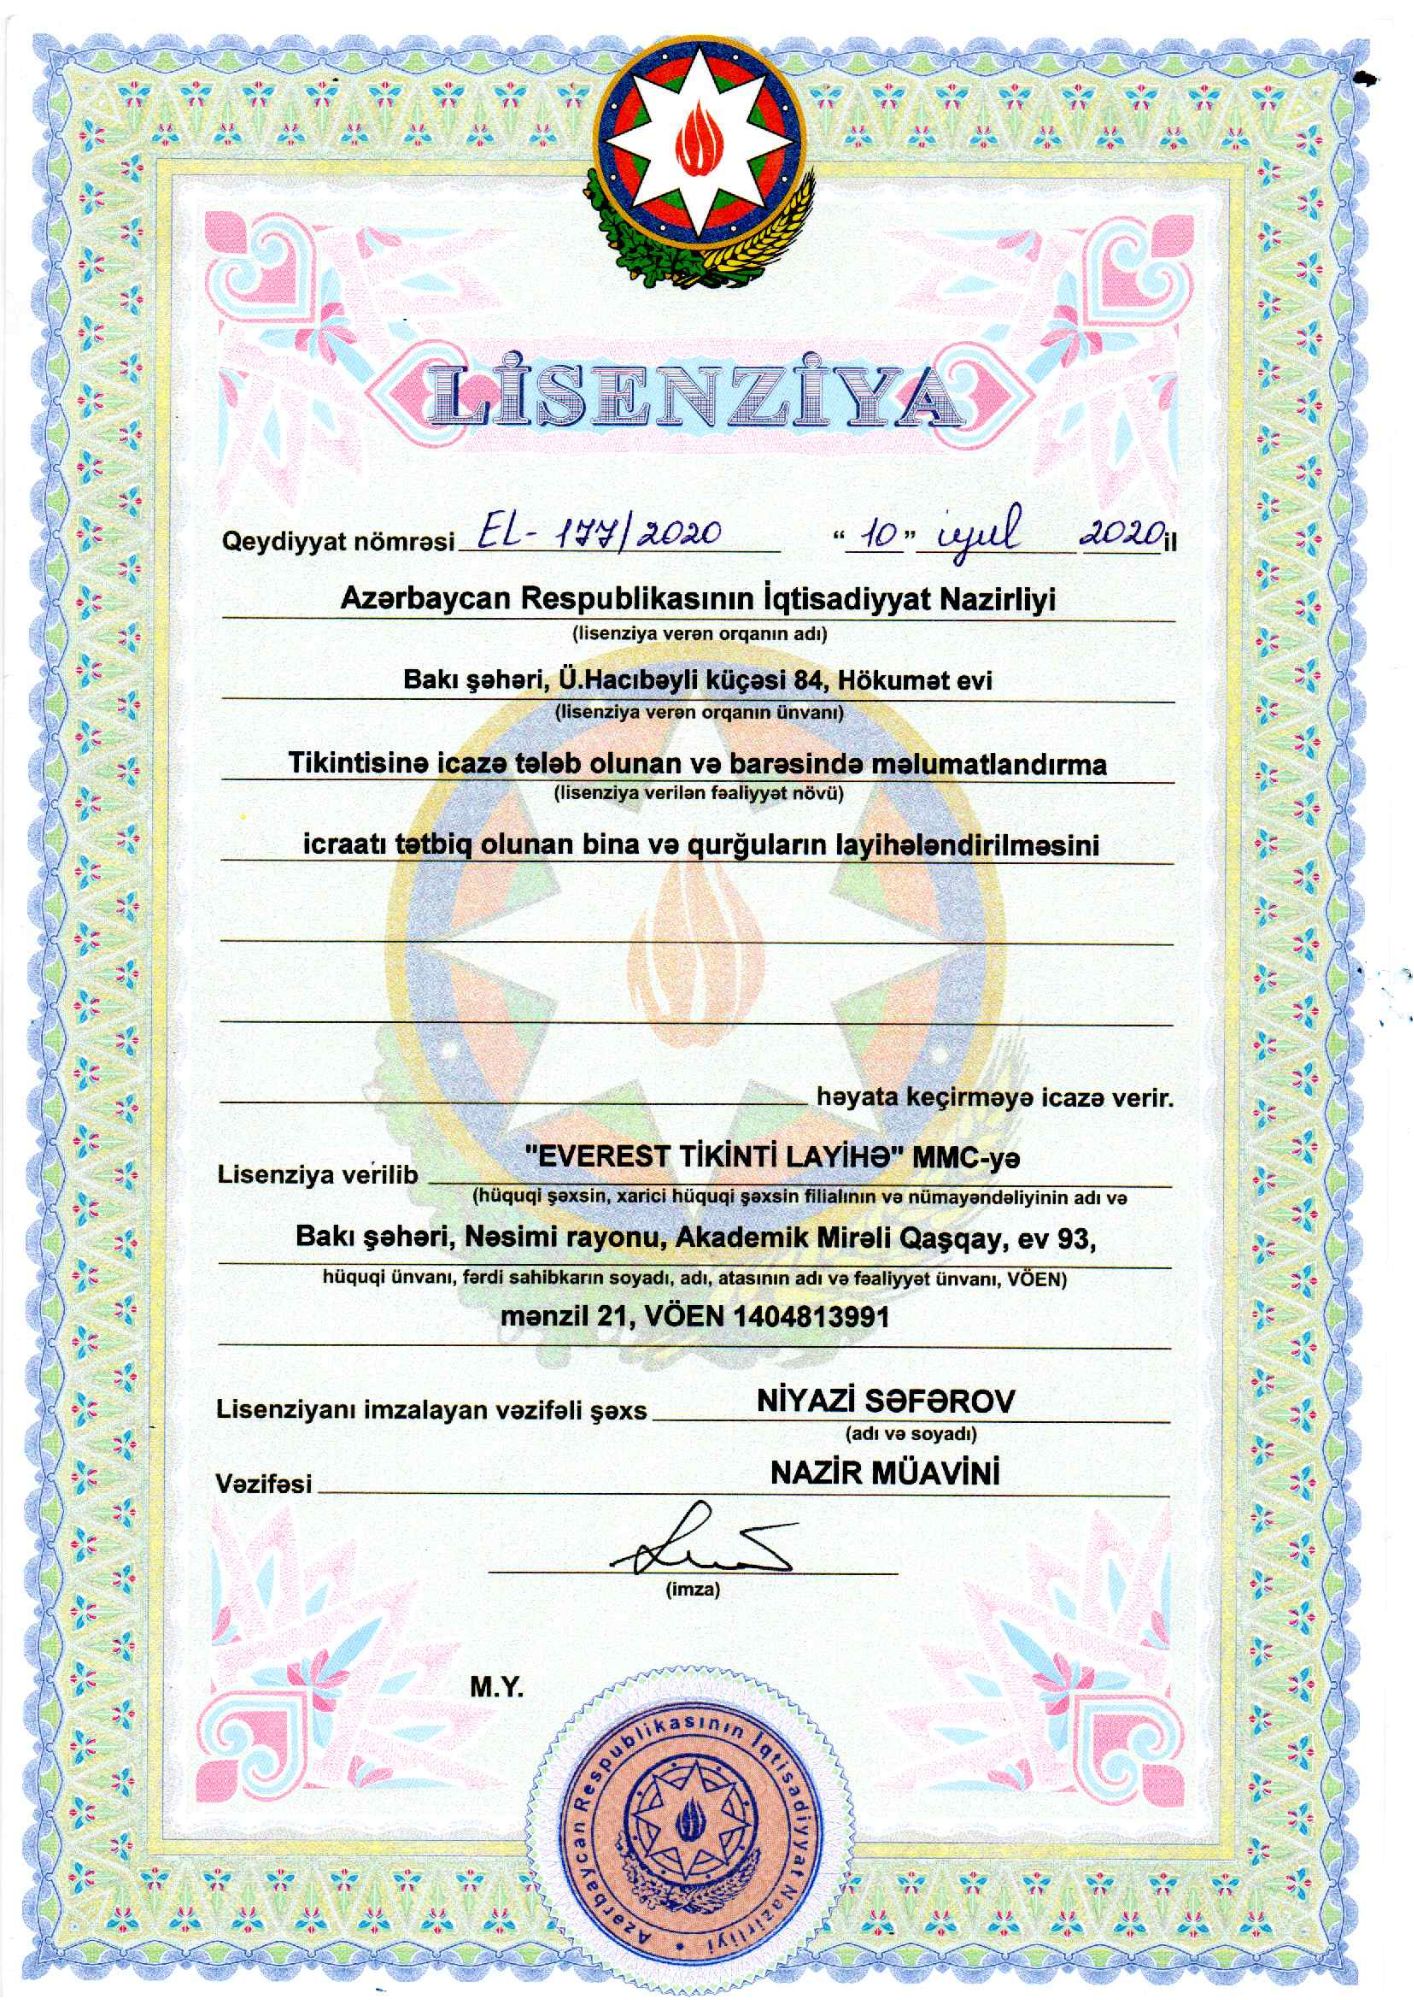 LİSENZİYA
Qeydiyyat nömrəsi EL-177/2020 “ 10 ” iyul 2020 il
Azərbaycan Respublikasının İqtisadiyyat Nazirliyi
(lisenziya verən orqanın adı)
Bakı şəhəri, Ü.Hacıbəyli küçəsi 84, Hökumət evi
(lisenziya verən orqanın ünvanı)
Tikintisinə icazə tələb olunan və barəsində məlumatlandırma
(lisenziya verilən fəaliyyət növü)
icraatı tətbiq olunan bina və qurğuların layihələndirilməsini
həyata keçirməyə icazə verir.
Lisenziya verilib "EVEREST TİKİNTİ LAYİHƏ" MMC-yə
(hüquqi şəxsin, xarici hüquqi şəxsin filialının və nümayəndəliyinin adı və
Bakı şəhəri, Nəsimi rayonu, Akademik Mirəli Qaşqay, ev 93,
hüquqi ünvanı, fərdi sahibkarın soyadı, adı, atasının adı və fəaliyyət ünvanı, VÖEN)
mənzil 21, VÖEN 1404813991
Lisenziyanı imzalayan vəzifəli şəxs NİYAZİ SƏFƏROV
(adı və soyadı)
Vəzifəsi NAZİR MÜAVİNİ
(imza)
M.Y.
Azərbaycan Respublikasının İqtisadiyyat Nazirliyi